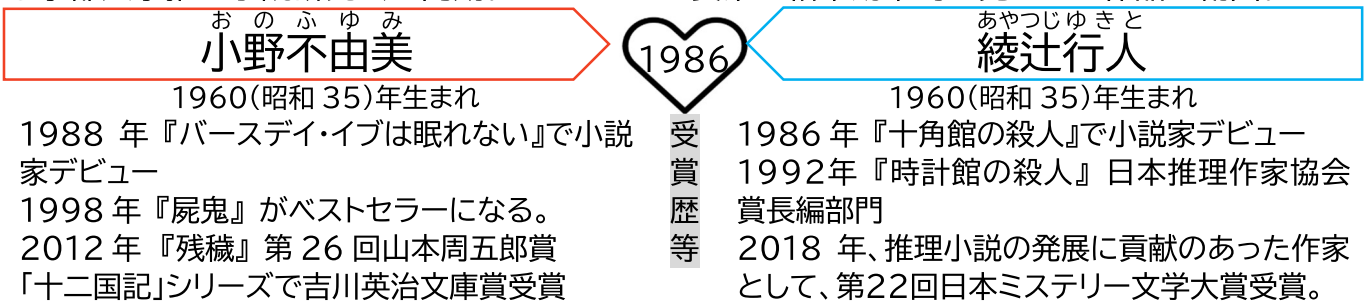 おのふゆみ
小野不由美
1960(昭和 35)年生まれ
1988 年『バースデイ・イブは眠れない』で小説
家デビュー
1998 年『屍鬼』がベストセラーになる。
2012 年 『残穢』第 26 回山本周五郎賞
「十二国記」シリーズで吉川英治文庫賞受賞
1986
受
賞
歴
等
あやつじゆきと
綾辻行人
1960(昭和 35)年生まれ
1986 年『十角館の殺人』で小説家デビュー
1992年『時計館の殺人』日本推理作家協会
賞長編部門
2018 年、推理小説の発展に貢献のあった作家
として、第22回日本ミステリー文学大賞受賞。